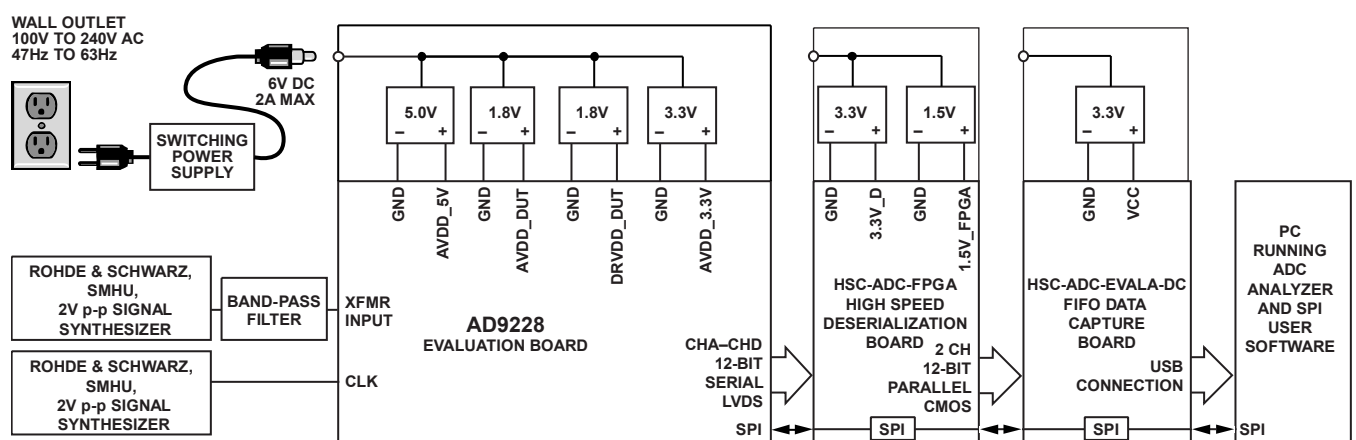 WALL OUTLET
100V TO 240V AC
47Hz TO 63Hz
6V DC
2A MAX
SWITCHING
POWER
SUPPLY
5.0V
– +
1.8V
– +
1.8V
– +
3.3V
– +
GND
AVDD_5V
GND
AVDD_DUT
GND
DRVDD_DUT
GND
AVDD_3.3V
3.3V
– +
1.5V
– +
GND
3.3V_D
GND
1.5V_FPGA
3.3V
– +
GND
VCC
ROHDE & SCHWARZ,
SMHU,
2V p-p SIGNAL
SYNTHESIZER
BAND-PASS
FILTER
XFMR
INPUT
ROHDE & SCHWARZ,
SMHU,
2V p-p SIGNAL
SYNTHESIZER
CLK
AD9228
EVALUATION BOARD
CHA–CHD
12-BIT
SERIAL
LVDS
SPI
HSC-ADC-FPGA
HIGH SPEED
DESERIALIZATION
BOARD
2 CH
12-BIT
PARALLEL
CMOS
SPI
HSC-ADC-EVALA-DC
FIFO DATA
CAPTURE
BOARD
USB
CONNECTION
SPI
PC
RUNNING
ADC
ANALYZER
AND SPI
USER
SOFTWARE
SPI